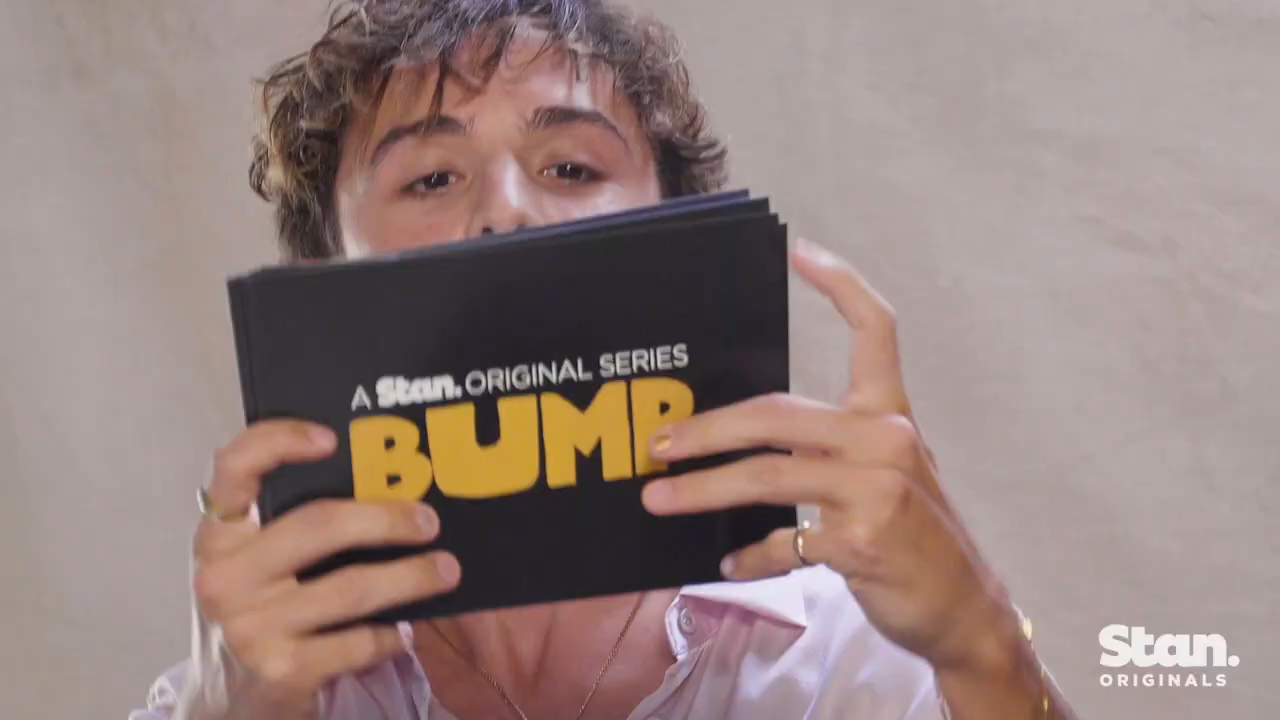 A Stan. ORIGINAL SERIES
BUMP
Stan.
ORIGINALS